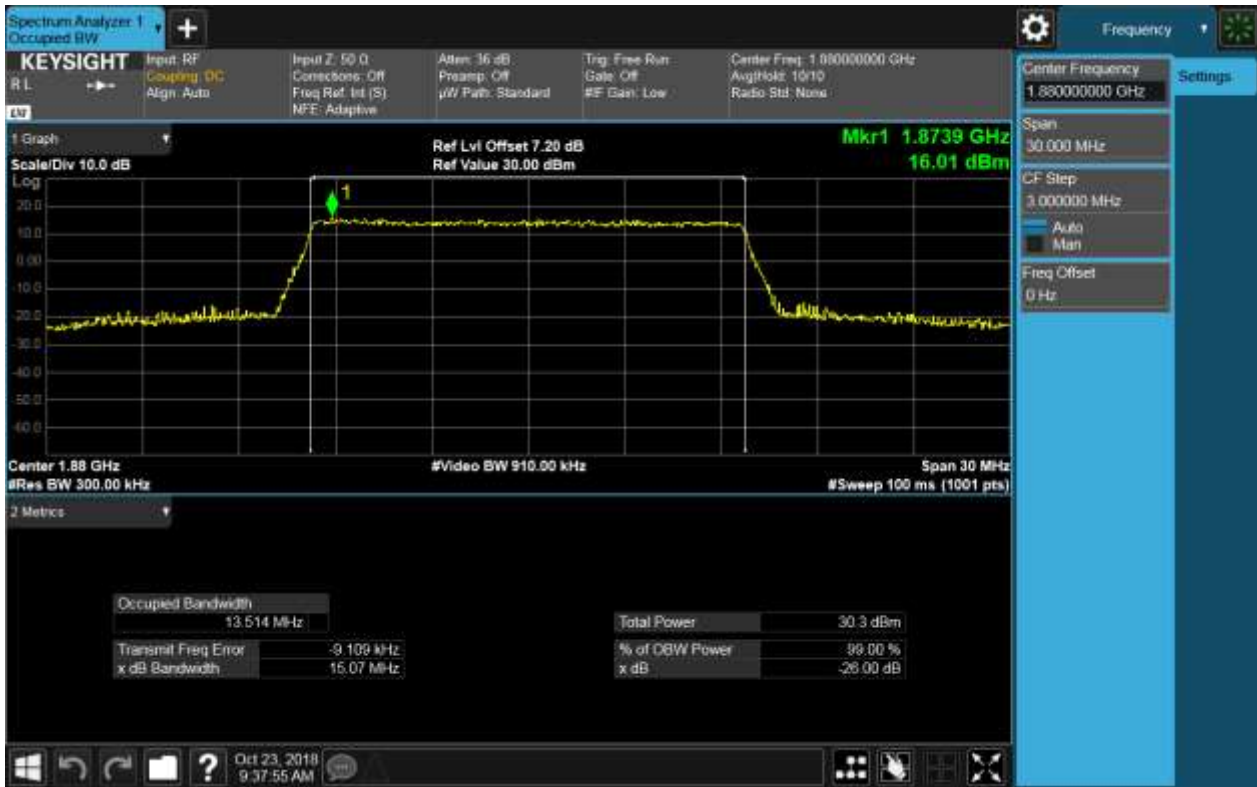 Spectrum Analyzer 1
Occupied BW
Frequency
KEYSIGHT
R L
Input: RF
Coupling: DC
Align: Auto
Input Z: 50 Ω
Corrections: Off
Freq Ref: Int (S)
NFE: Adaptive
Atten: 36 dB
Preamp: Off
µW Path: Standard
Trig: Free Run
Gate: Off
#IF Gain: Low
Center Freq: 1.880000000 GHz
Avg|Hold: 10/10
Radio Std: None
Center Frequency
1.880000000 GHz
Settings
Span
30.000 MHz
CF Step
3.000000 MHz
Auto
Man
Freq Offset
0 Hz
1 Graph
Scale/Div 10.0 dB
Ref Lvl Offset 7.20 dB
Ref Value 30.00 dBm
Mkr1 1.8739 GHz
16.01 dBm
Log
20.0
10.0
0.00
-10.0
-20.0
-30.0
-40.0
-50.0
-60.0
1
Center 1.88 GHz
#Res BW 300.00 kHz
#Video BW 910.00 kHz
Span 30 MHz
#Sweep 100 ms (1001 pts)
2 Metrics
Occupied Bandwidth
13.514 MHz
Transmit Freq Error -9.109 kHz
x dB Bandwidth 15.07 MHz
Total Power 30.3 dBm
% of OBW Power 99.00 %
x dB -26.00 dB
Oct 23, 2018
9:37:55 AM